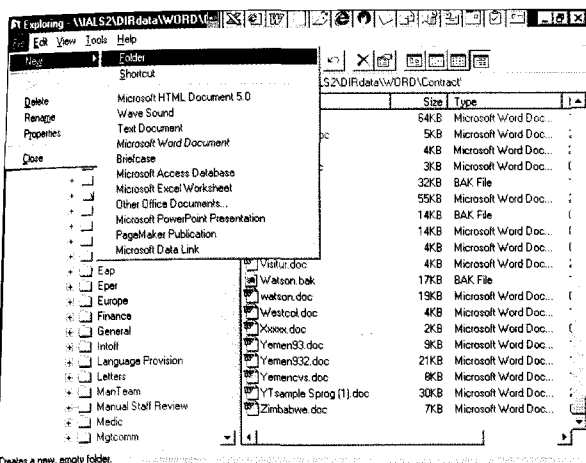 Exploring - \\IALS2\DIRdata\WORD\
File Edit View Tools Help
New
Folder
Shortcut
Delete
Rename
Properties
Close
Microsoft HTML Document 5.0
Wave Sound
Text Document
Microsoft Word Document
Briefcase
Microsoft Access Database
Microsoft Excel Worksheet
Other Office Documents...
Microsoft PowerPoint Presentation
PageMaker Publication
Microsoft Data Link
LS2\DIRdata\WORD\Contract'
Size Type
64KB Microsoft Word Doc...
5KB Microsoft Word Doc...
4KB Microsoft Word Doc...
3KB Microsoft Word Doc...
32KB BAK File
55KB Microsoft Word Doc...
14KB BAK File
14KB Microsoft Word Doc...
4KB Microsoft Word Doc...
Visitur.doc 4KB Microsoft Word Doc...
Watson.bak 17KB BAK File
watson.doc 19KB Microsoft Word Doc...
Westcol.doc 4KB Microsoft Word Doc...
Xxxxx.doc 2KB Microsoft Word Doc...
Yemen93.doc 9KB Microsoft Word Doc...
Yemen932.doc 21KB Microsoft Word Doc...
Yemencvs.doc 8KB Microsoft Word Doc...
YTsample Sprog (1).doc 30KB Microsoft Word Doc...
Zimbabwe.doc 7KB Microsoft Word Doc...
Eap
Eper
Europe
Finance
General
Intoff
Language Provision
Letters
ManTeam
Manual Staff Review
Medic
Mgtcomm
Creates a new, empty folder.